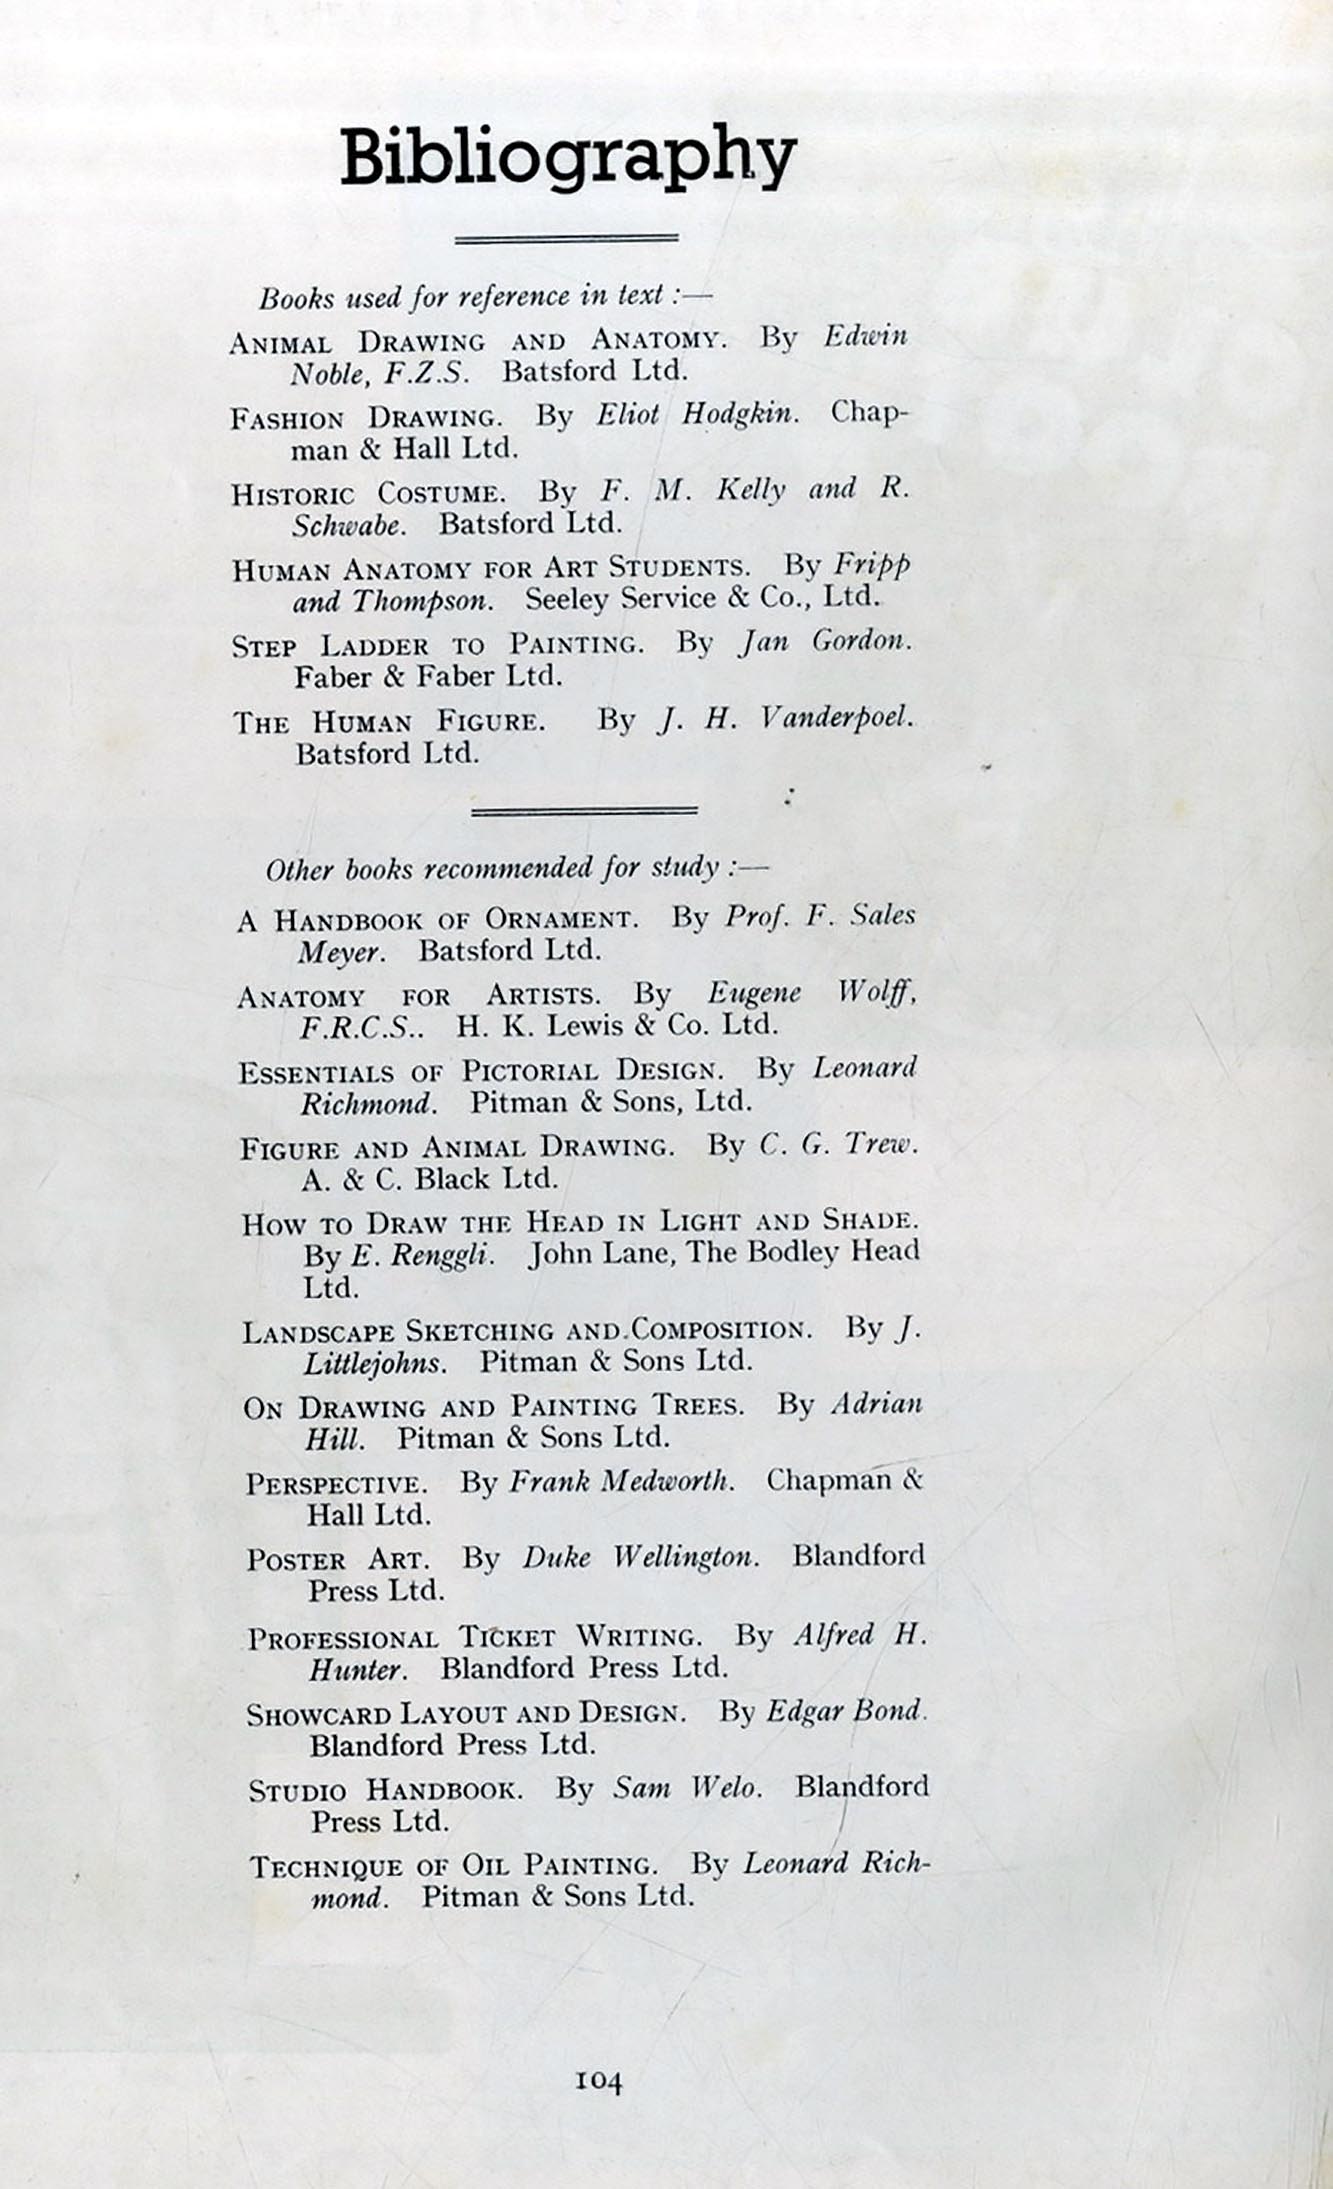 Bibliography
Books used for reference in text :—
ANIMAL DRAWING AND ANATOMY. By Edwin
Noble, F.Z.S. Batsford Ltd.
FASHION DRAWING. By Eliot Hodgkin. Chap-
man & Hall Ltd.
HISTORIC COSTUME. By F. M. Kelly and R.
Schwabe. Batsford Ltd.
HUMAN ANATOMY FOR ART STUDENTS. By Fripp
and Thompson. Seeley Service & Co., Ltd.
STEP LADDER TO PAINTING. By Jan Gordon.
Faber & Faber Ltd.
THE HUMAN FIGURE. By J. H. Vanderpoel.
Batsford Ltd.
Other books recommended for study :—
A HANDBOOK OF ORNAMENT. By Prof. F. Sales
Meyer. Batsford Ltd.
ANATOMY FOR ARTISTS. By Eugene Wolff,
F.R.C.S.. H. K. Lewis & Co. Ltd.
ESSENTIALS OF PICTORIAL DESIGN. By Leonard
Richmond. Pitman & Sons, Ltd.
FIGURE AND ANIMAL DRAWING. By C. G. Trew.
A. & C. Black Ltd.
HOW TO DRAW THE HEAD IN LIGHT AND SHADE.
By E. Renggli. John Lane, The Bodley Head
Ltd.
LANDSCAPE SKETCHING AND COMPOSITION. By J.
Littlejohns. Pitman & Sons Ltd.
ON DRAWING AND PAINTING TREES. By Adrian
Hill. Pitman & Sons Ltd.
PERSPECTIVE. By Frank Medworth. Chapman &
Hall Ltd.
POSTER ART. By Duke Wellington. Blandford
Press Ltd.
PROFESSIONAL TICKET WRITING. By Alfred H.
Hunter. Blandford Press Ltd.
SHOWCARD LAYOUT AND DESIGN. By Edgar Bond.
Blandford Press Ltd.
STUDIO HANDBOOK. By Sam Welo. Blandford
Press Ltd.
TECHNIQUE OF OIL PAINTING. By Leonard Rich-
mond. Pitman & Sons Ltd.
104